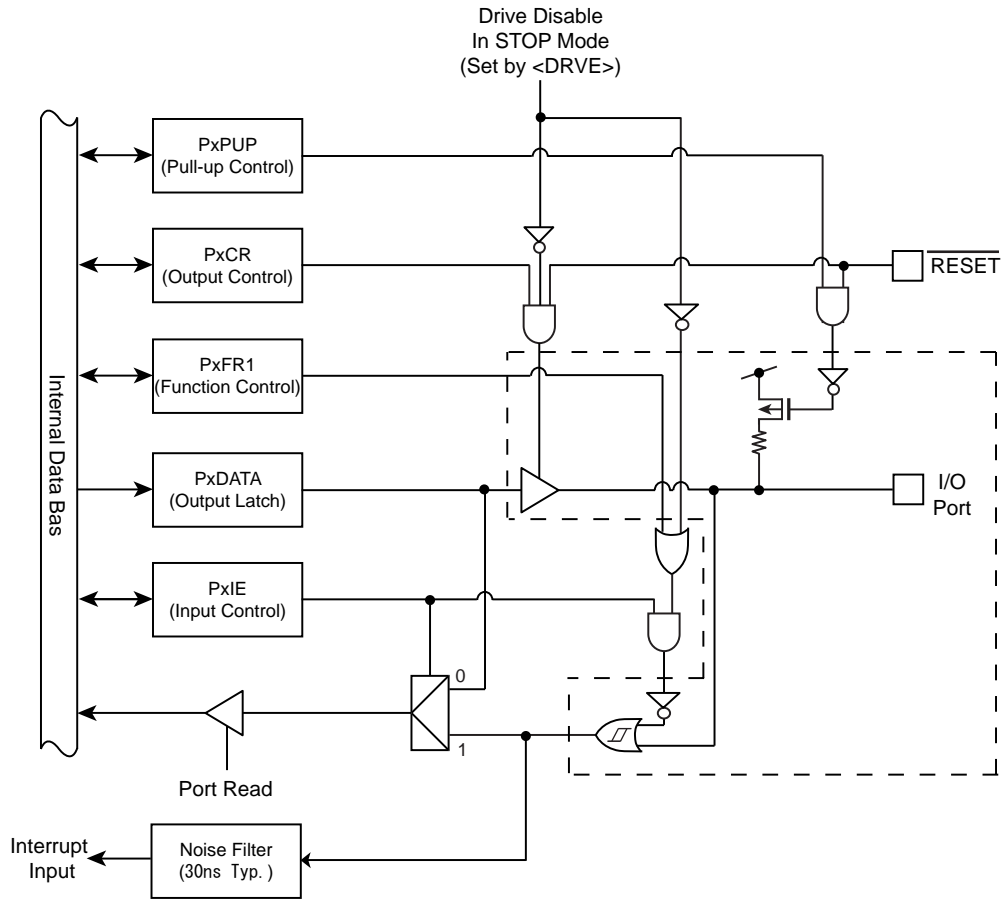 Drive Disable
In STOP Mode
(Set by <DRVE>)
PxPUP
(Pull-up Control)
PxCR
(Output Control)
RESET
PxFR1
(Function Control)
Internal Data Bas
PxDATA
(Output Latch)
I/O
Port
PxIE
(Input Control)
0
1
Port Read
Interrupt
Input
Noise Filter
(30ns Typ.)